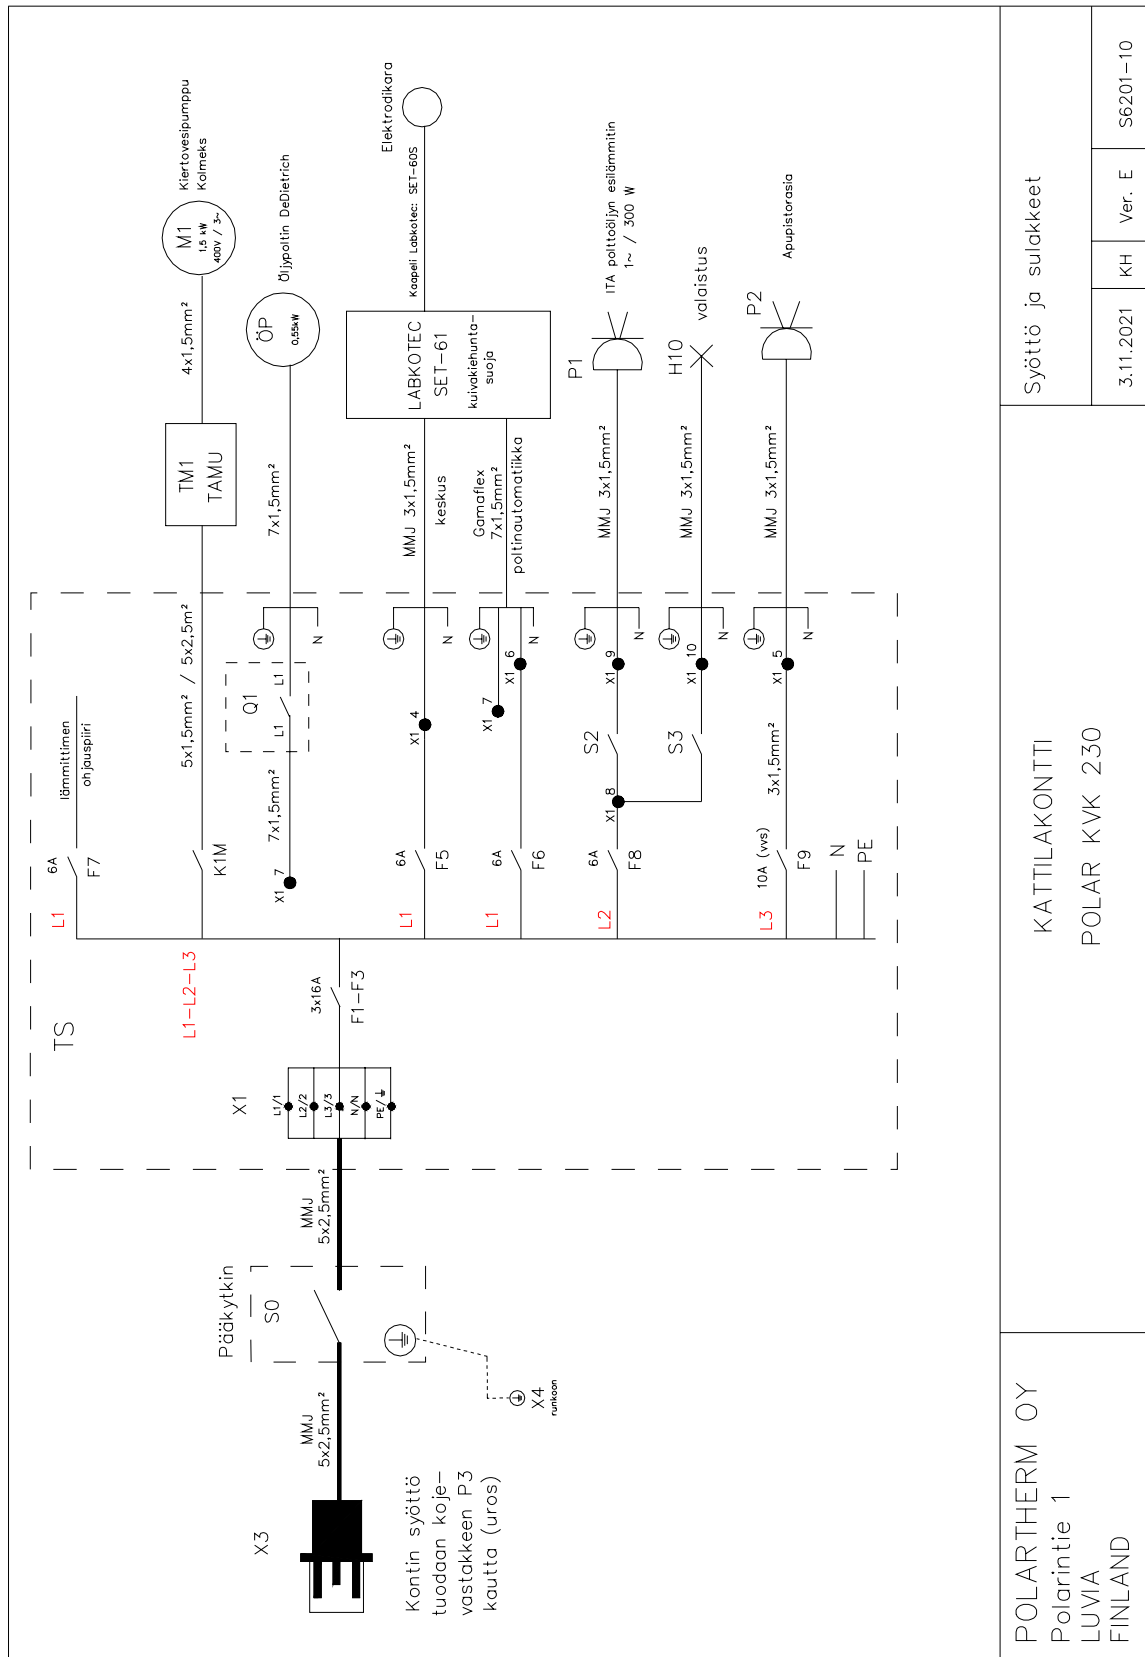 Kiertovesipumppu
Kolmeks
M1
1,5 kW
400V / 3~
4x1,5mm²
TM1
TAMU
5x1,5mm² / 5x2,5m²
K1M
L1-L2-L3
lämmittimen
ohjauspiiri
6A
F7
L1
TS
Öljypoltin DeDietrich
ÖP
0,55kW
7x1,5mm²
N
Q1
L1
L1
7x1,5mm²
X1
7
Elektrodikara
Kaapeli Labkotec: SET-60S
LABKOTEC
SET-61
kuivakiehunta-
suoja
MMJ 3x1,5mm²
keskus
N
X1
4
6A
F5
L1
Gamaflex
7x1,5mm²
poltinautomatiikka
N
X1
6
X1
7
6A
F6
L1
ITA polttoöljyn esilämmitin
1~ / 300 W
P1
MMJ 3x1,5mm²
N
X1
9
S2
X1
8
6A
F8
L2
valaistus
H10
MMJ 3x1,5mm²
N
X1
10
S3
Apupistorasia
P2
MMJ 3x1,5mm²
N
X1
5
3x1,5mm²
10A (vvs)
F9
L3
N
PE
3x16A
F1-F3
X1
L1/1
L2/2
L3/3
N/N
PE/
MMJ
5x2,5mm²
Pääkytkin
S0
X4
runkoon
MMJ
5x2,5mm²
X3
Kontin syöttö
tuodaan koje-
vastakkeen P3
kautta (uros)
POLARTHERM OY
Polarintie 1
LUVIA
FINLAND
KATTILAKONTTI
POLAR KVK 230
Syöttö ja sulakkeet
3.11.2021
KH
Ver. E
S6201-10